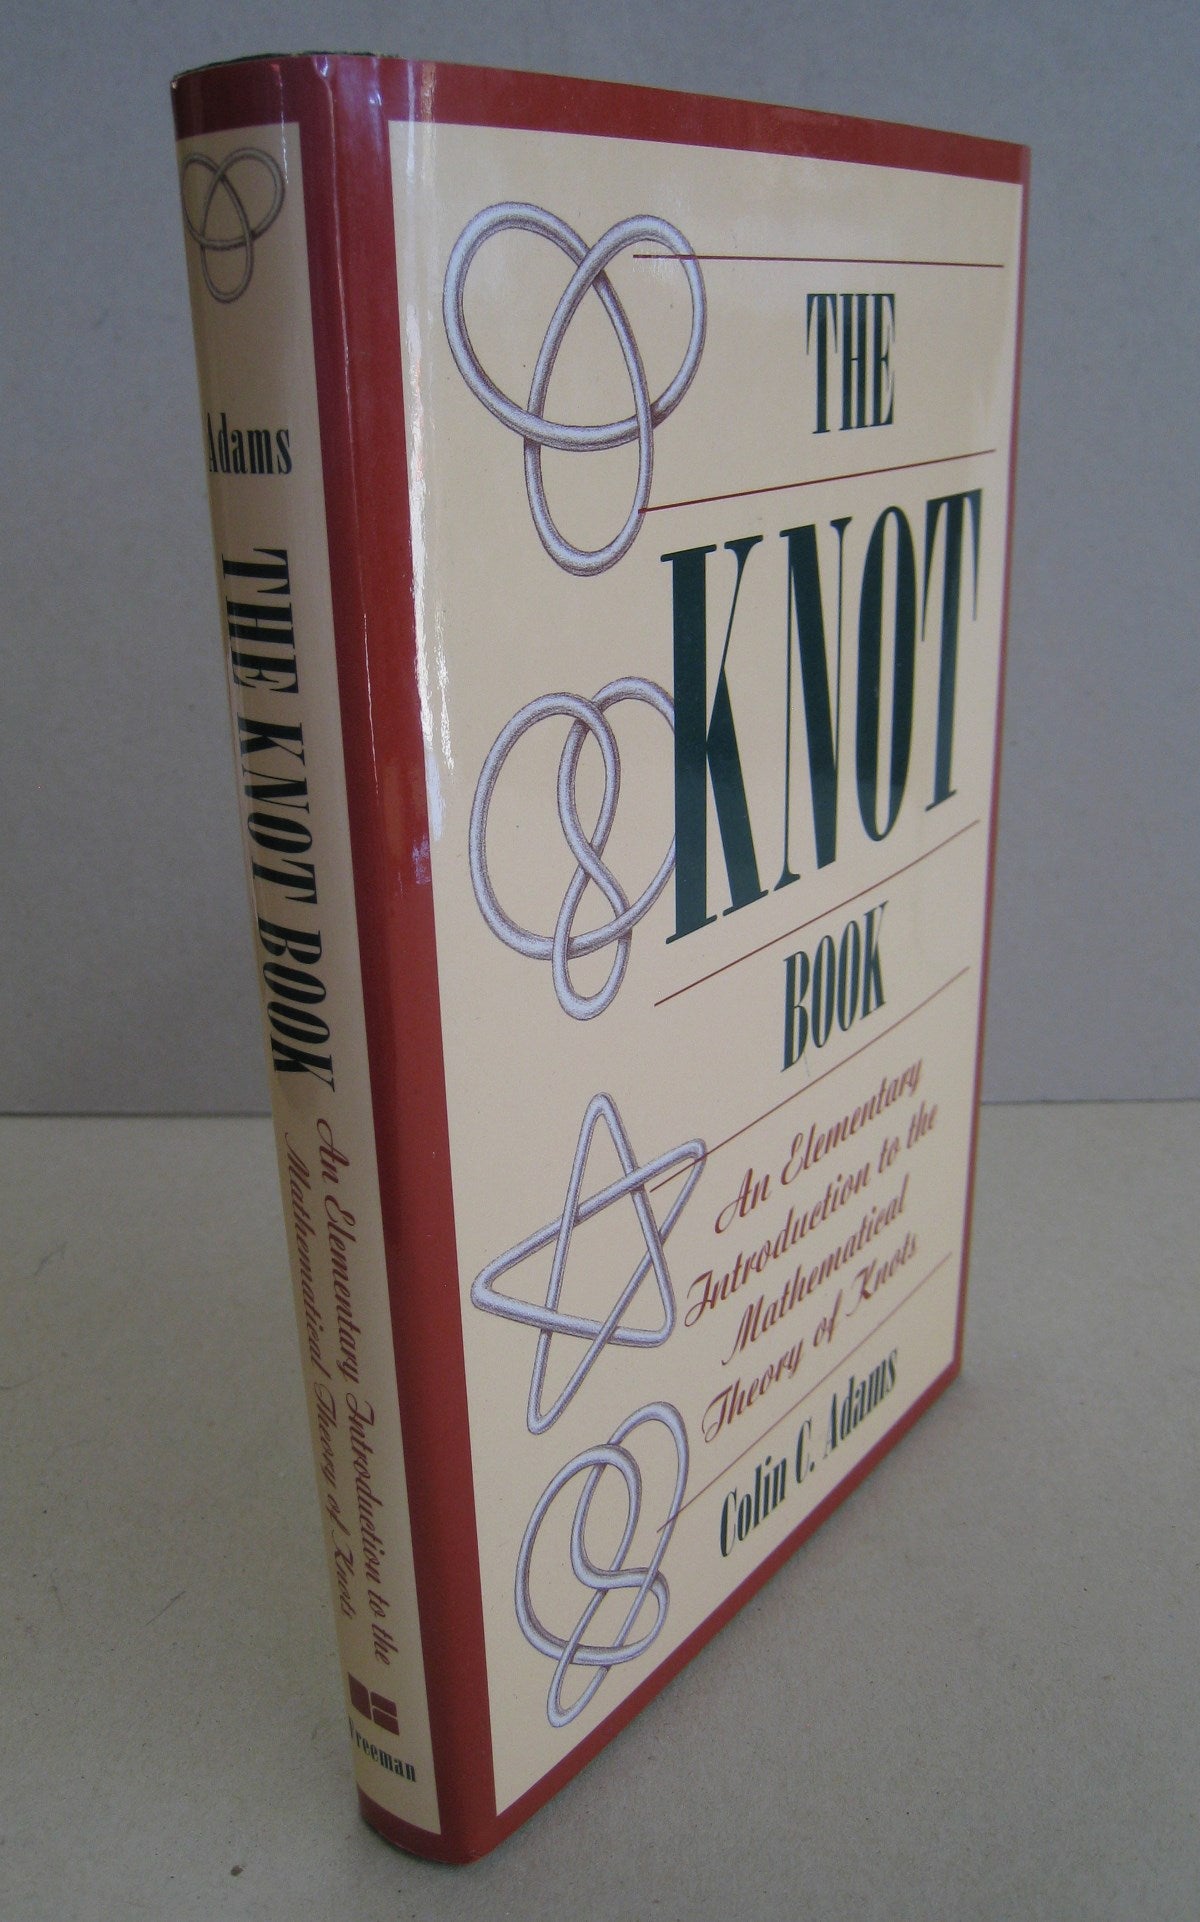 Adams
THE KNOT BOOK
An Elementary Introduction to the
Mathematical Theory of Knots
Freeman
THE
KNOT
BOOK
An Elementary
Introduction to the
Mathematical
Theory of Knots
Colin C. Adams